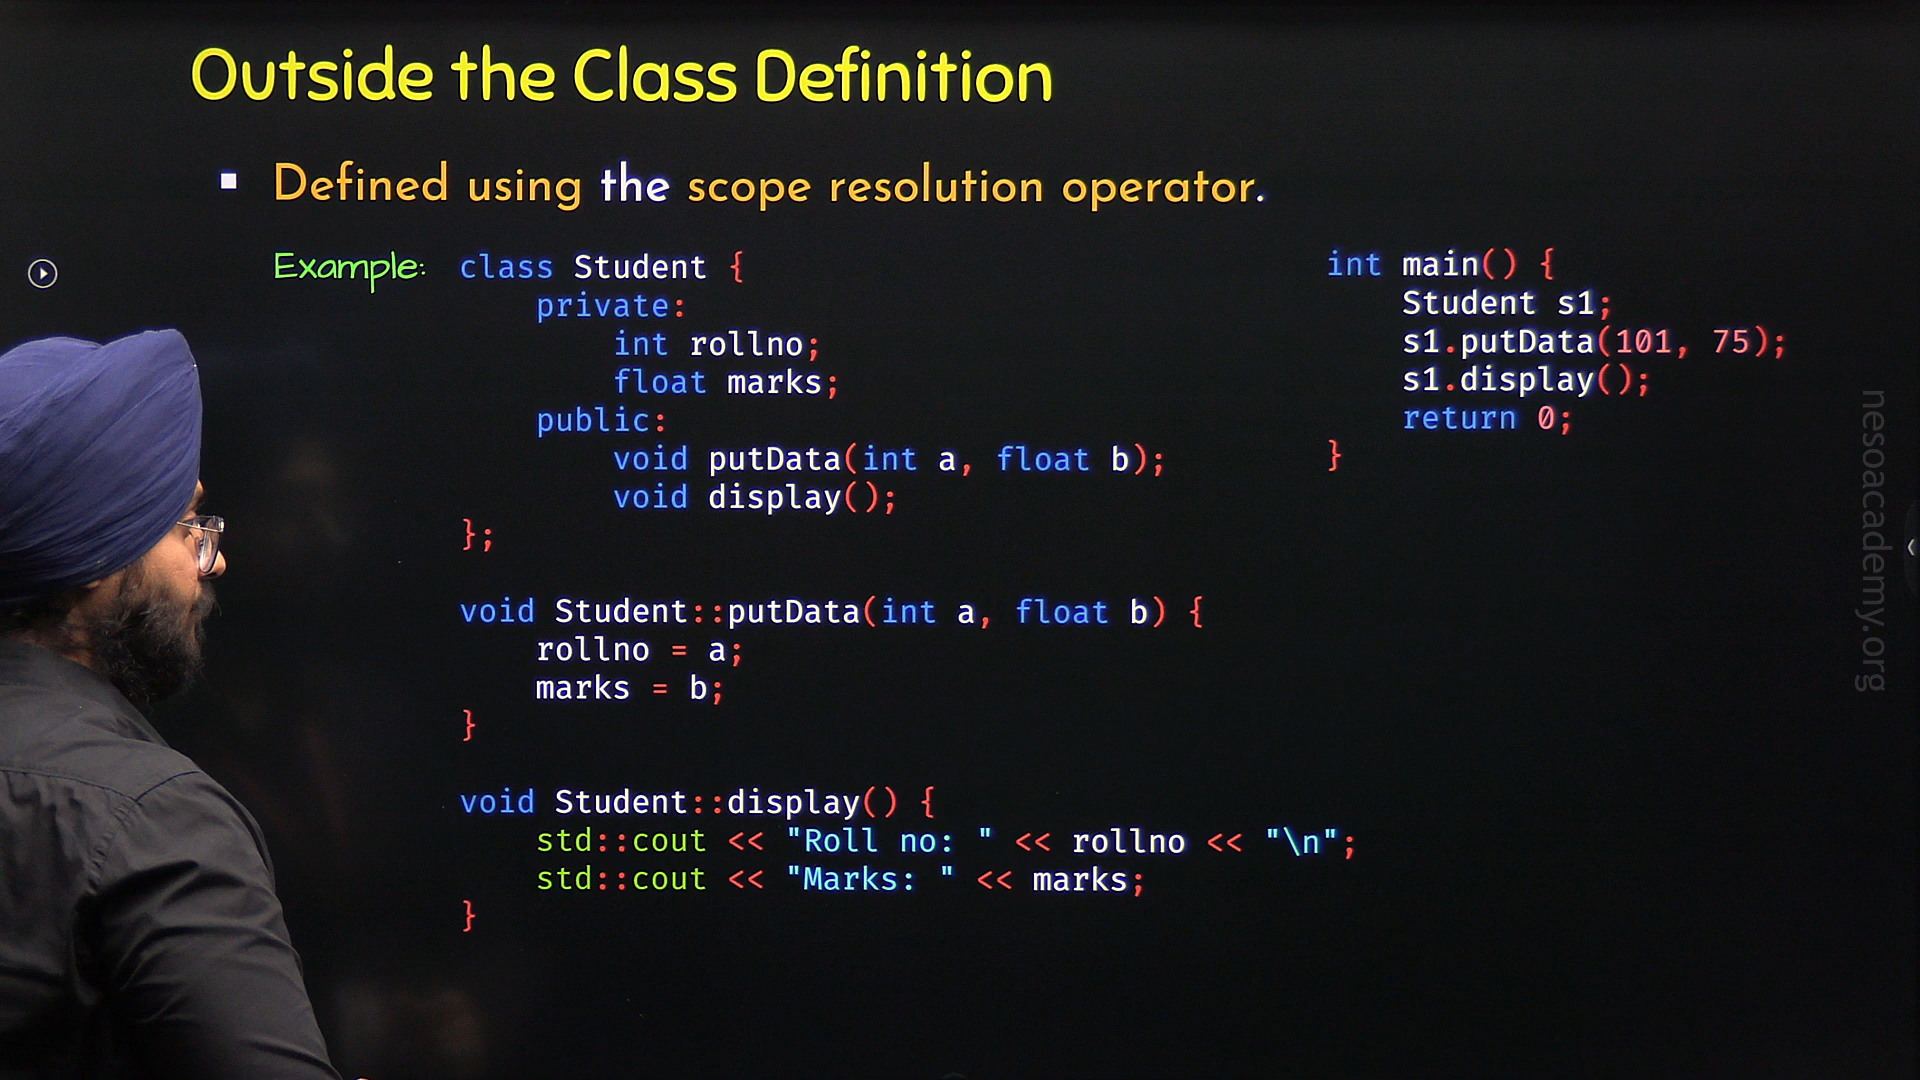 Outside the Class Definition
▪ Defined using the scope resolution operator.
Example:
class Student {
    private:
        int rollno;
        float marks;
    public:
        void putData(int a, float b);
        void display();
};
void Student::putData(int a, float b) {
    rollno = a;
    marks = b;
}
void Student::display() {
    std::cout << "Roll no: " << rollno << "\n";
    std::cout << "Marks: " << marks;
}
int main() {
    Student s1;
    s1.putData(101, 75);
    s1.display();
    return 0;
}
nesoacademy.org